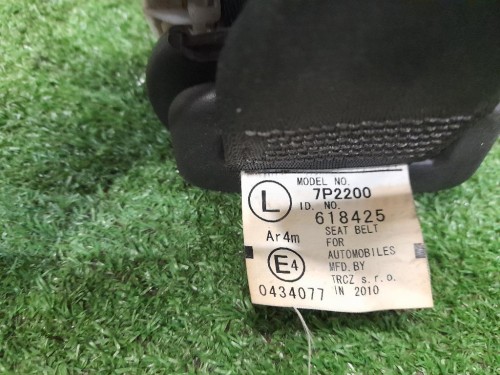 MODEL NO.
7P2200
L
ID. NO.
618425
Ar4m
SEAT BELT
FOR
AUTOMOBILES
E4
MFD.BY
TRCZ s.r.o.
0434077
IN 2010